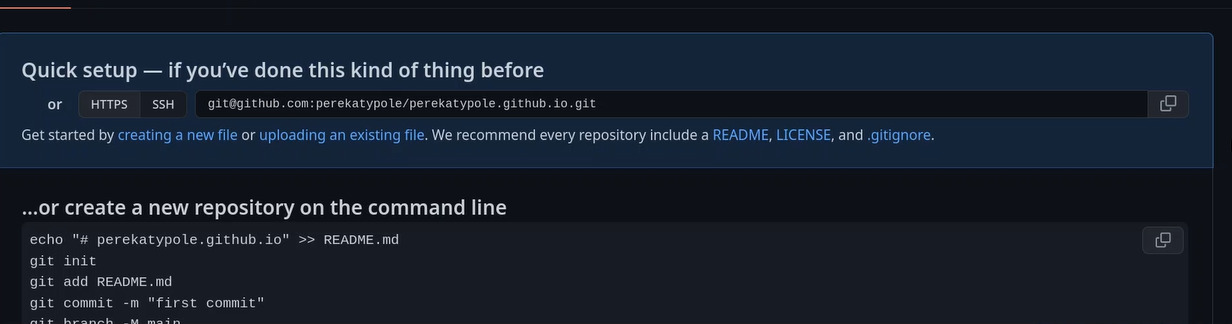 Quick setup — if you’ve done this kind of thing before
or HTTPS SSH git@github.com:perekatypole/perekatypole.github.io.git
Get started by creating a new file or uploading an existing file. We recommend every repository include a README, LICENSE, and .gitignore.
…or create a new repository on the command line
echo "# perekatypole.github.io" >> README.md
git init
git add README.md
git commit -m "first commit"
git branch -M main